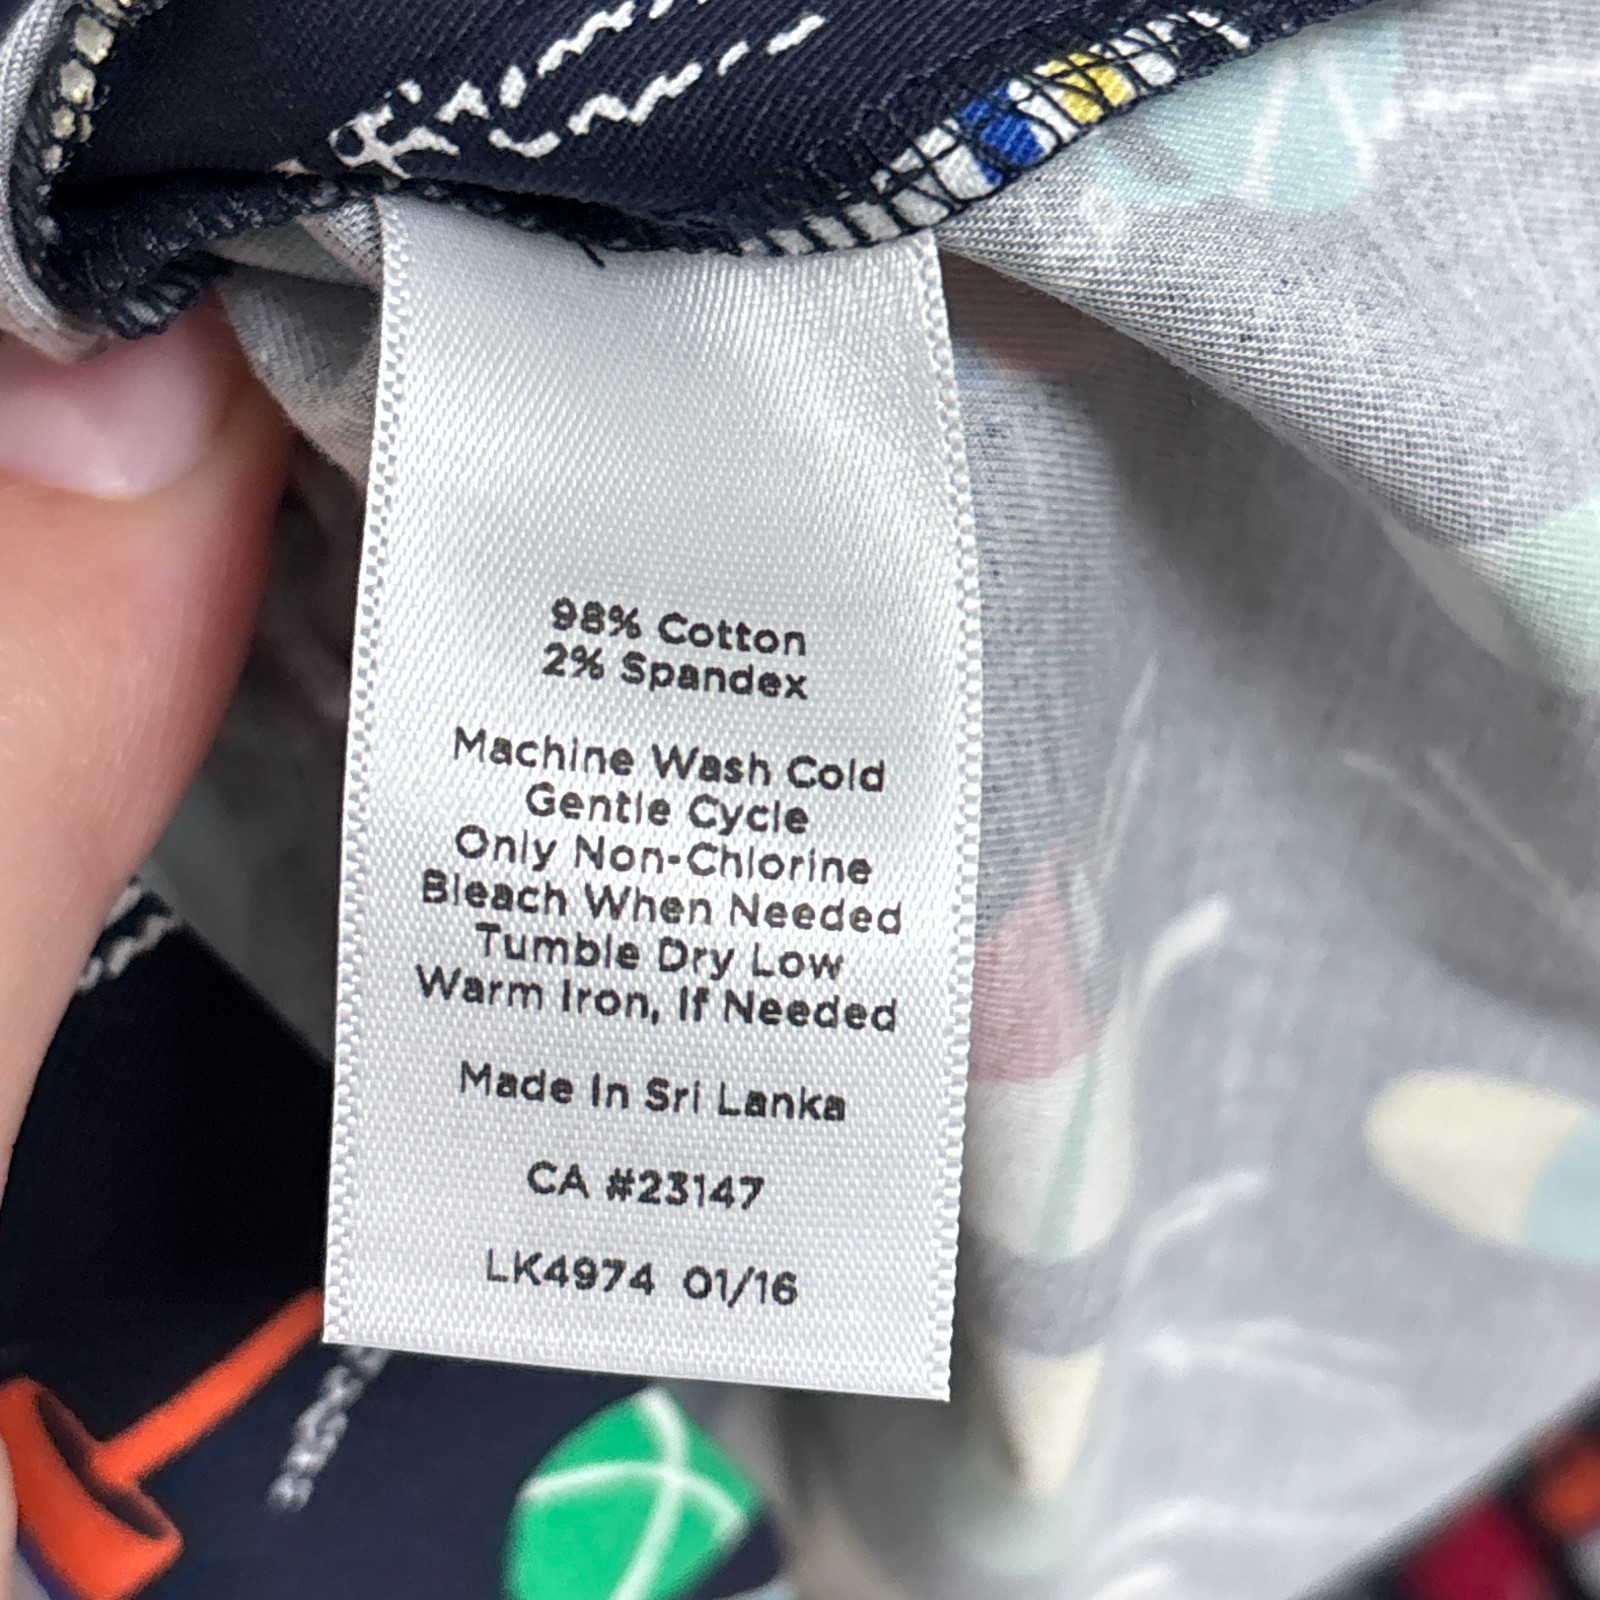 98% Cotton
2% Spandex
Machine Wash Cold
Gentle Cycle
Only Non-Chlorine
Bleach When Needed
Tumble Dry Low
Warm Iron, If Needed
Made In Sri Lanka
CA #23147
LK4974 01/16